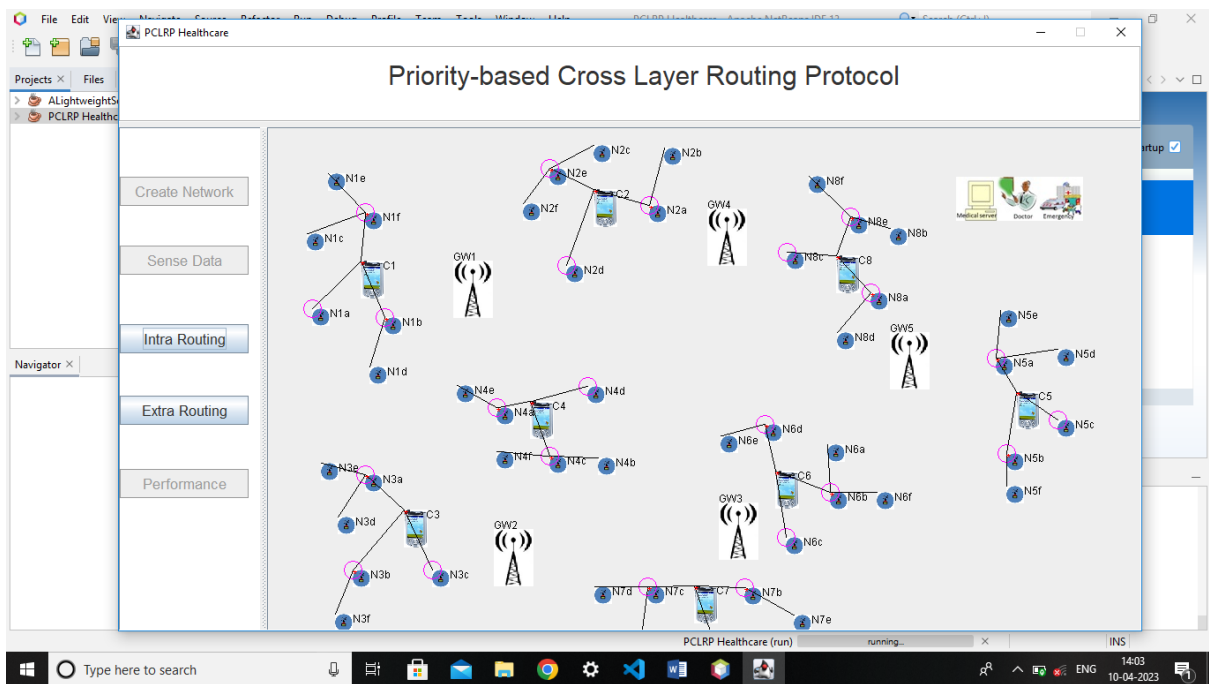 File Edit
PCLRP Healthcare
Priority-based Cross Layer Routing Protocol
Projects Files
ALightweightS
PCLRP Healthc
Navigator
Create Network
Sense Data
Intra Routing
Extra Routing
Performance
artup
N1e
N1f
N1c
C1
N1a
N1b
N1d
GW1
N2c
N2b
N2e
C2
N2f
N2a
N2d
GW4
N8f
N8e
N8b
N8c
C8
N8a
N8d
GW5
Medical server Doctor Emergency
N5e
N5d
N5a
C5
N5c
N5b
N5f
N4e
N4d
N4a
C4
N4f
N4c
N4b
N6d
N6e
N6a
C6
N6b
N6f
N6c
GW3
N3e
N3a
N3d
C3
N3b
N3c
N3f
GW2
N7d
N7c
C7
N7b
N7e
PCLRP Healthcare (run) running... INS
Type here to search
ENG
14:03
10-04-2023